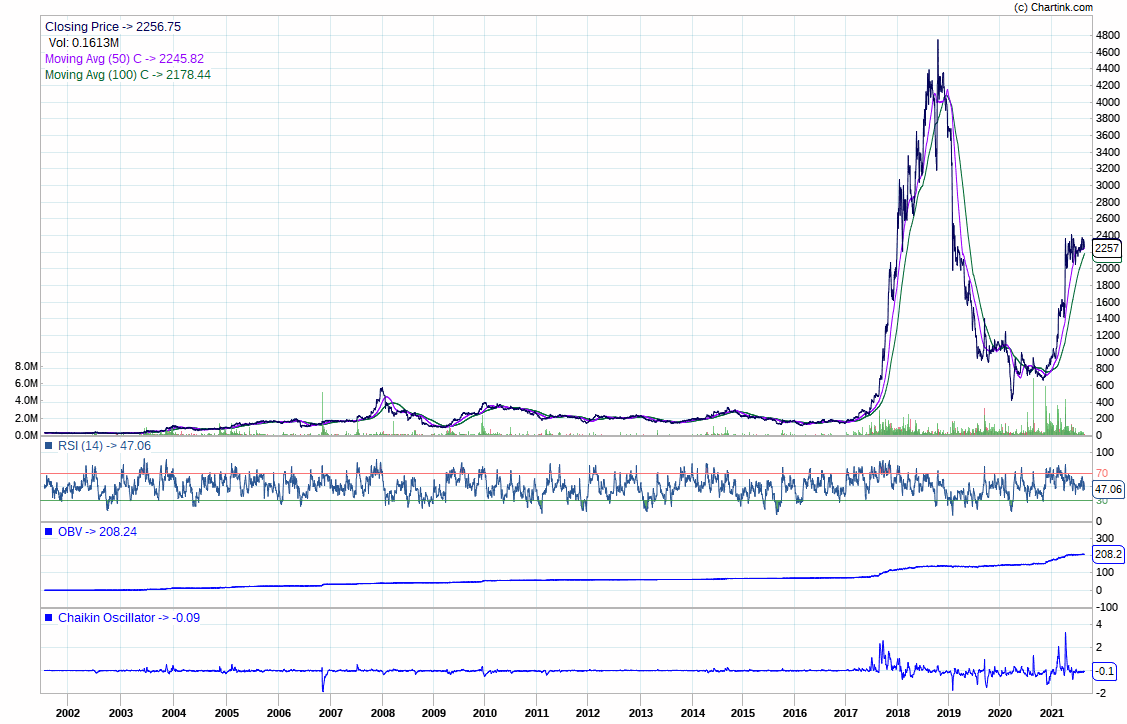 (c) Chartink.com
Closing Price -> 2256.75
Vol: 0.1613M
Moving Avg (50) C -> 2245.82
Moving Avg (100) C -> 2178.44
4800
4600
4400
4200
4000
3800
3600
3400
3200
3000
2800
2600
2400
2257
2000
1800
1600
1400
1200
1000
800
600
400
200
0
8.0M
6.0M
4.0M
2.0M
0.0M
RSI (14) -> 47.06
100
70
47.06
30
0
OBV -> 208.24
300
208.2
100
0
-100
Chaikin Oscillator -> -0.09
4
2
-0.1
-2
2002 2003 2004 2005 2006 2007 2008 2009 2010 2011 2012 2013 2014 2015 2016 2017 2018 2019 2020 2021